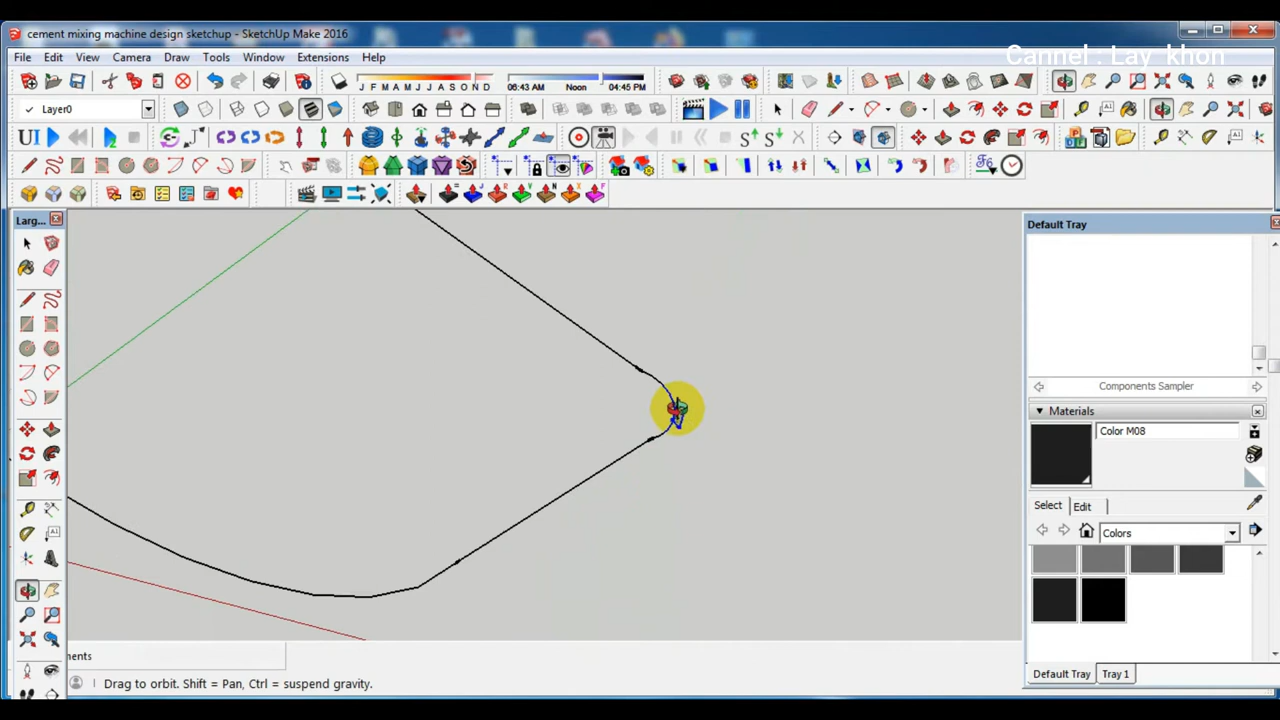 cement mixing machine design sketchup - SketchUp Make 2016
Cannel : Lay khon
File Edit View Camera Draw Tools Window Extensions Help
J F M A M J J A S O N D
06:43 AM Noon 04:45 PM
Layer0
UI
Larg...
Default Tray
Components Sampler
Materials
Color M08
Select Edit
Colors
ments
Drag to orbit. Shift = Pan, Ctrl = suspend gravity.
Default Tray Tray 1